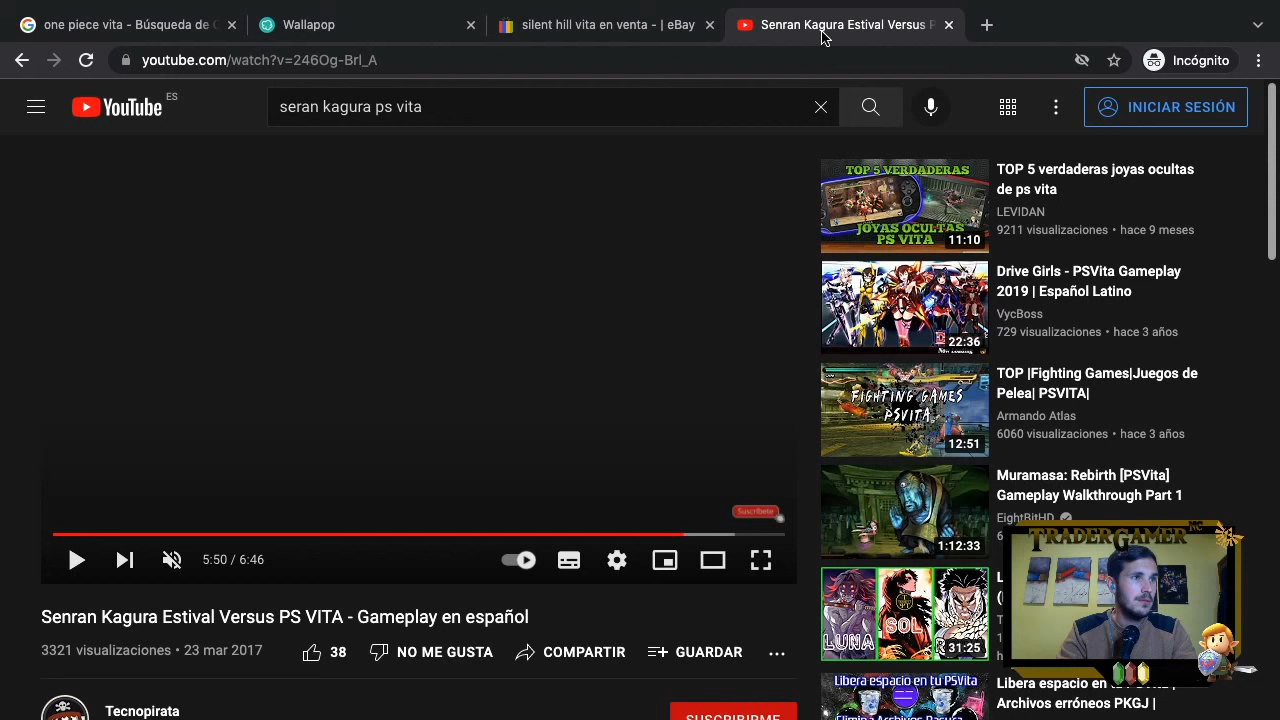 one piece vita - Búsqueda de G
Wallapop
silent hill vita en venta - | eBay
Senran Kagura Estival Versus P
youtube.com/watch?v=246Og-Brl_A
Incógnito
YouTube ES
seran kagura ps vita
INICIAR SESIÓN
TOP 5 VERDADERAS
JOYAS OCULTAS
PS VITA
11:10
TOP 5 verdaderas joyas ocultas
de ps vita
LEVIDAN
9211 visualizaciones • hace 9 meses
22:36
Drive Girls - PSVita Gameplay
2019 | Español Latino
VycBoss
729 visualizaciones • hace 3 años
FIGHTING GAMES
PSVITA
12:51
TOP |Fighting Games|Juegos de
Pelea| PSVITA|
Armando Atlas
6060 visualizaciones • hace 3 años
1:12:33
Muramasa: Rebirth [PSVita]
Gameplay Walkthrough Part 1
EightBitHD
6
TRADERGAMER MC
Suscríbete
5:50 / 6:46
LUNA
SOL
31:25
L
(
T
1
h
Senran Kagura Estival Versus PS VITA - Gameplay en español
3321 visualizaciones • 23 mar 2017
38
NO ME GUSTA
COMPARTIR
GUARDAR
Libera espacio en tu PSVita
Libera espacio en tu
Archivos erróneos PKGJ |
Tecnopirata
SUSCRIBIRME